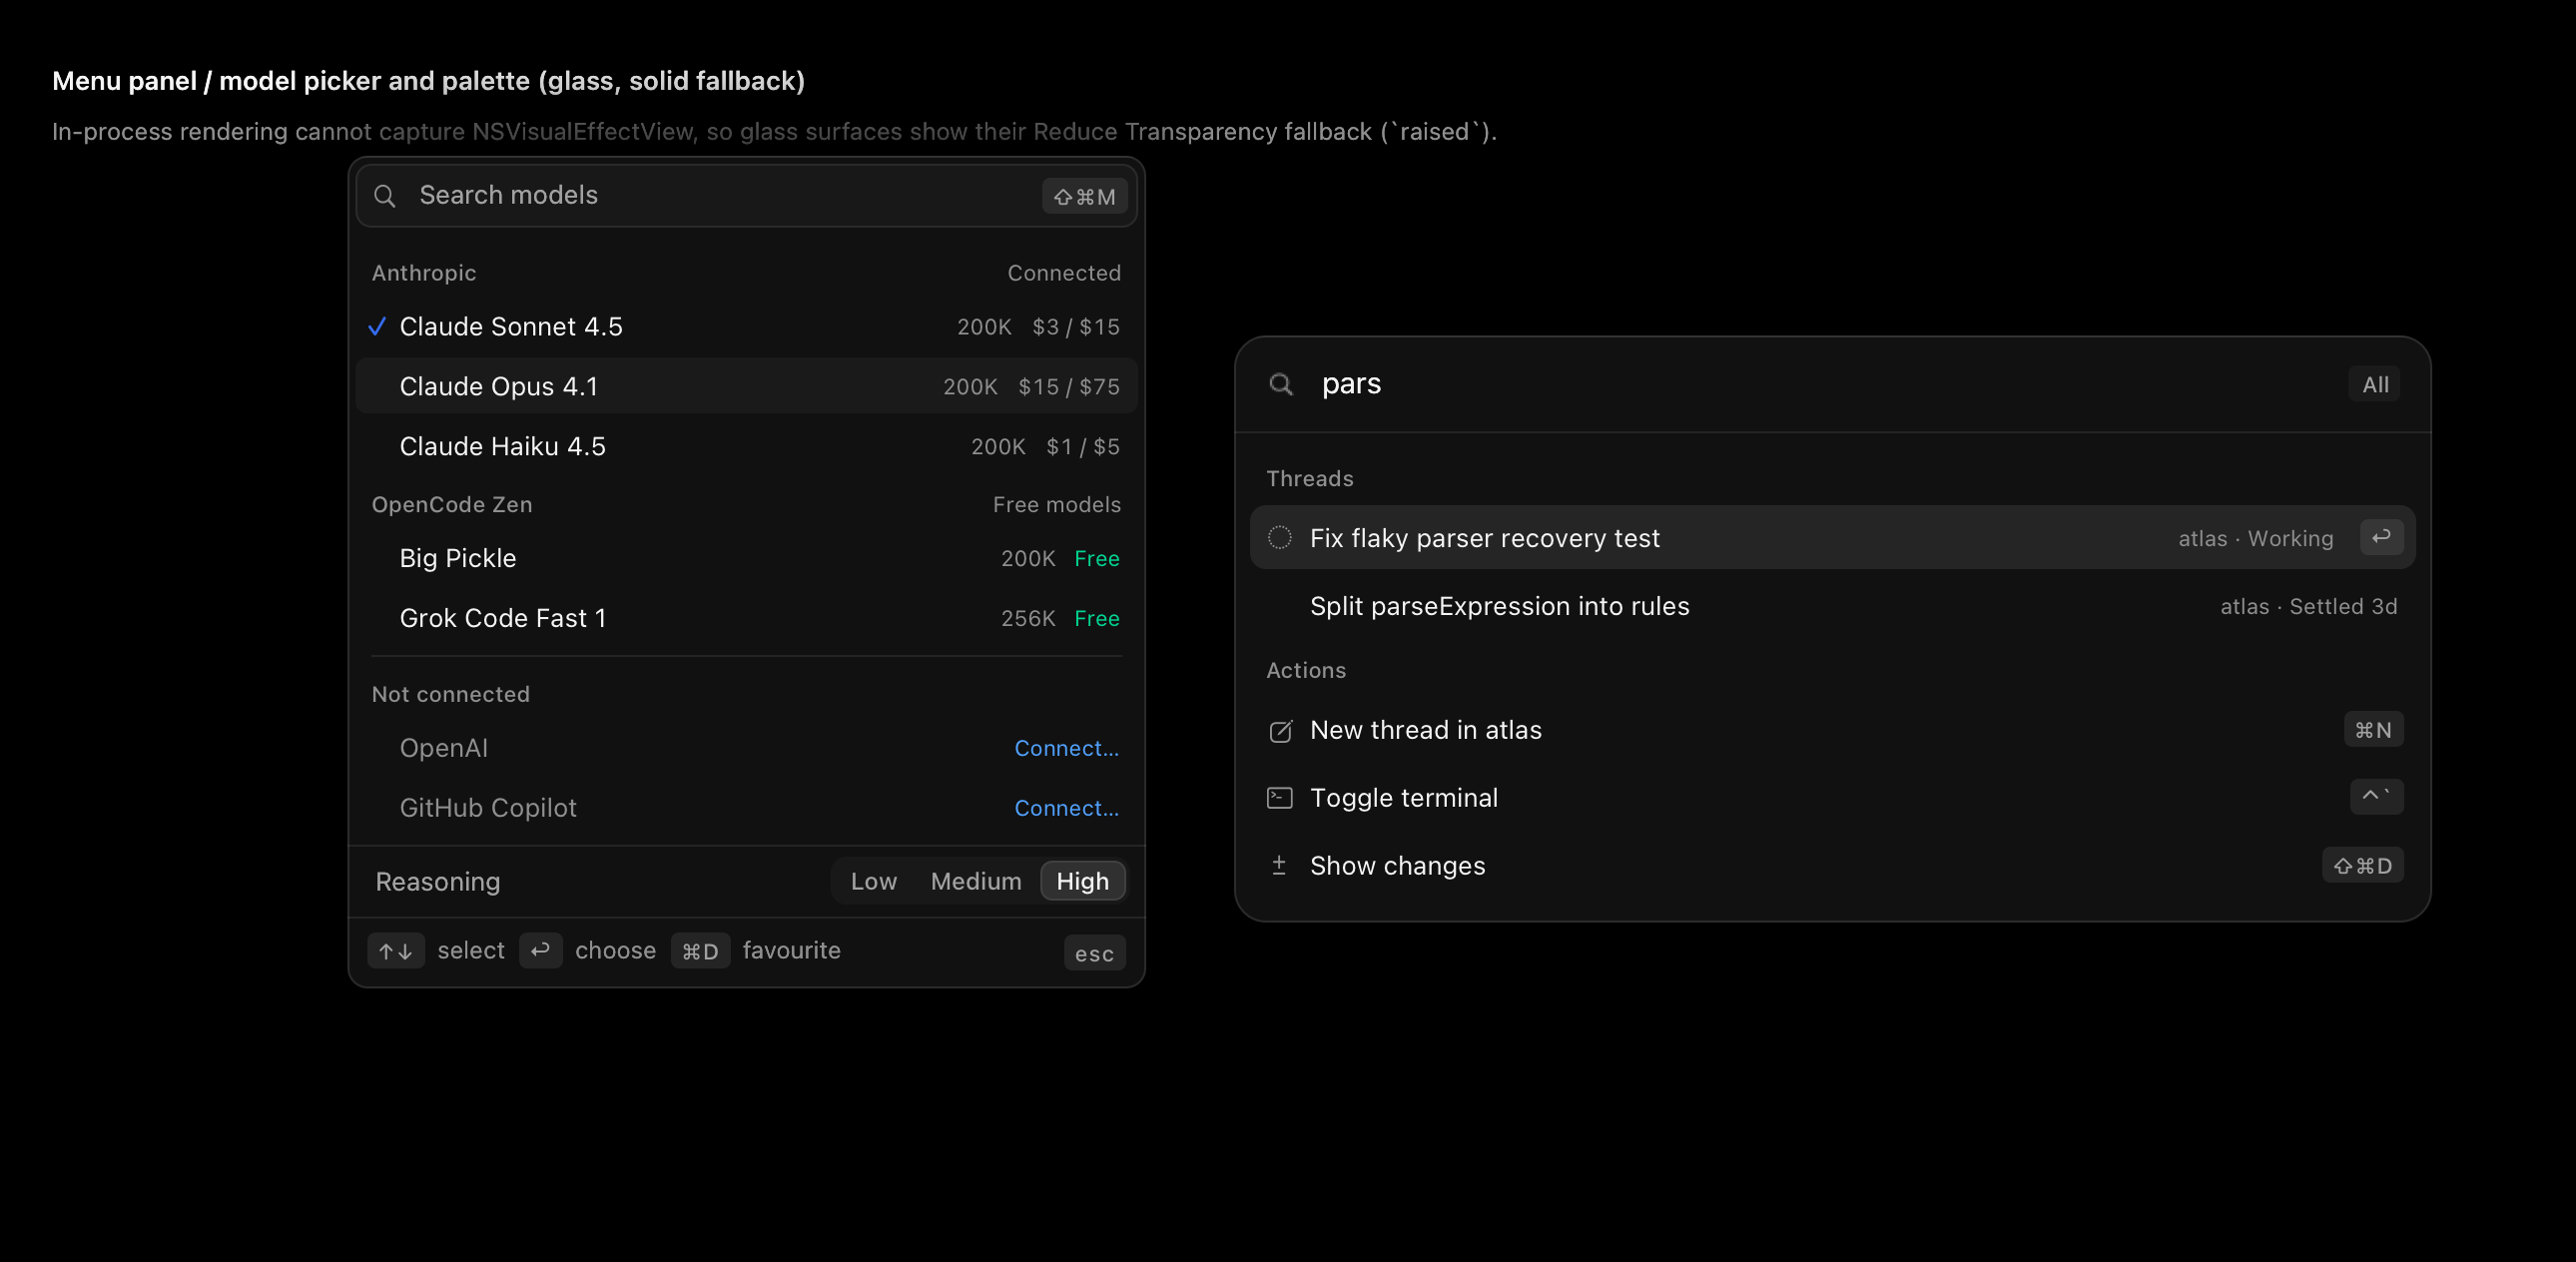 Menu panel / model picker and palette (glass, solid fallback)
In-process rendering cannot capture NSVisualEffectView, so glass surfaces show their Reduce Transparency fallback (`raised`).
Search models ⇧⌘M
Anthropic Connected
✓ Claude Sonnet 4.5 200K $3 / $15
Claude Opus 4.1 200K $15 / $75
Claude Haiku 4.5 200K $1 / $5
OpenCode Zen Free models
Big Pickle 200K Free
Grok Code Fast 1 256K Free
Not connected
OpenAI Connect...
GitHub Copilot Connect...
Reasoning Low Medium High
↑↓ select ↩ choose ⌘D favourite esc
pars All
Threads
Fix flaky parser recovery test atlas · Working ↩
Split parseExpression into rules atlas · Settled 3d
Actions
New thread in atlas ⌘N
Toggle terminal ^`
± Show changes ⇧⌘D